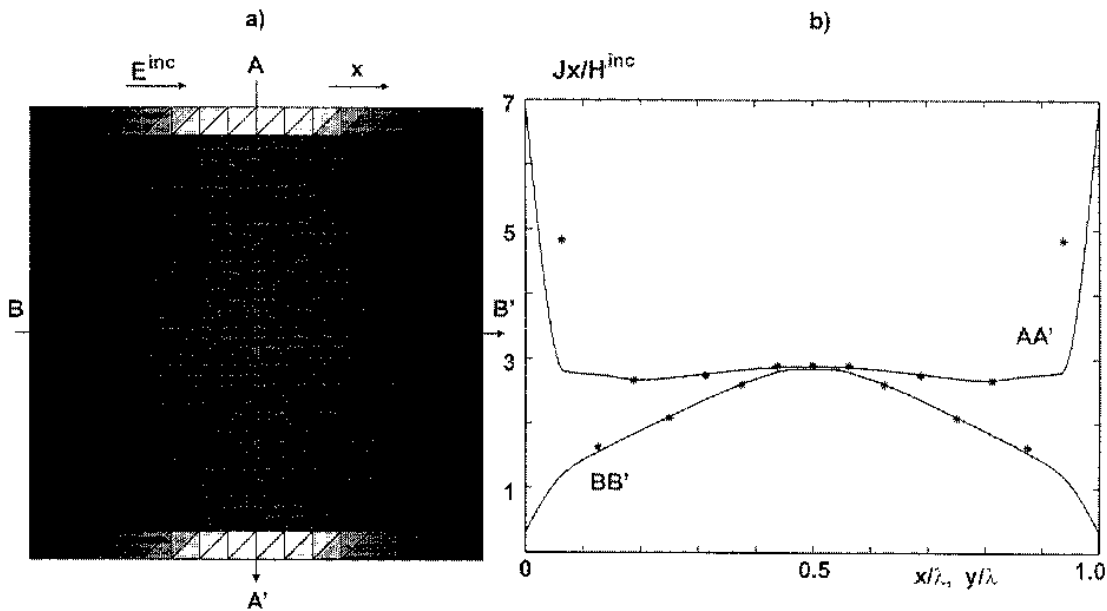 a)
E^inc
A
x
B
B'
A'
b)
Jx/H^inc
7
5
3
1
AA'
BB'
0
0.5
1.0
x/λ, y/λ